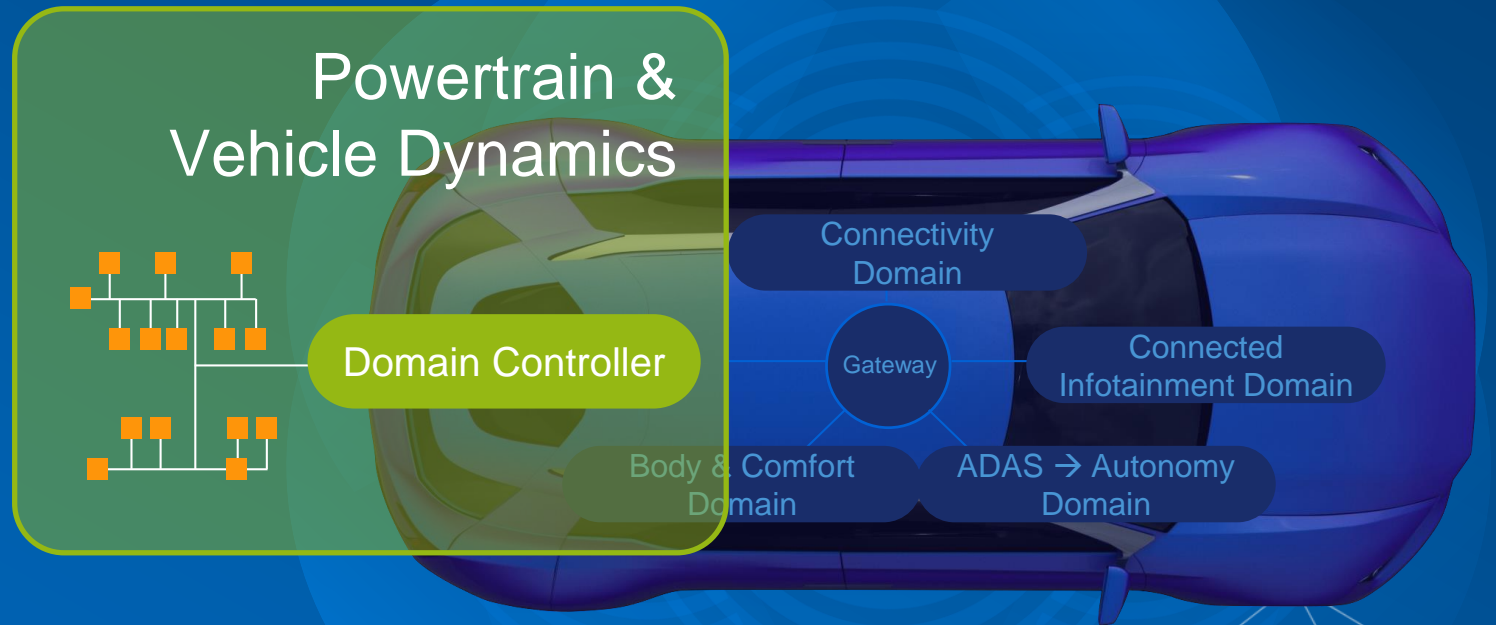 Powertrain &
Vehicle Dynamics
Domain Controller
Connectivity
Domain
Gateway
Connected
Infotainment Domain
Body & Comfort
Domain
ADAS → Autonomy
Domain